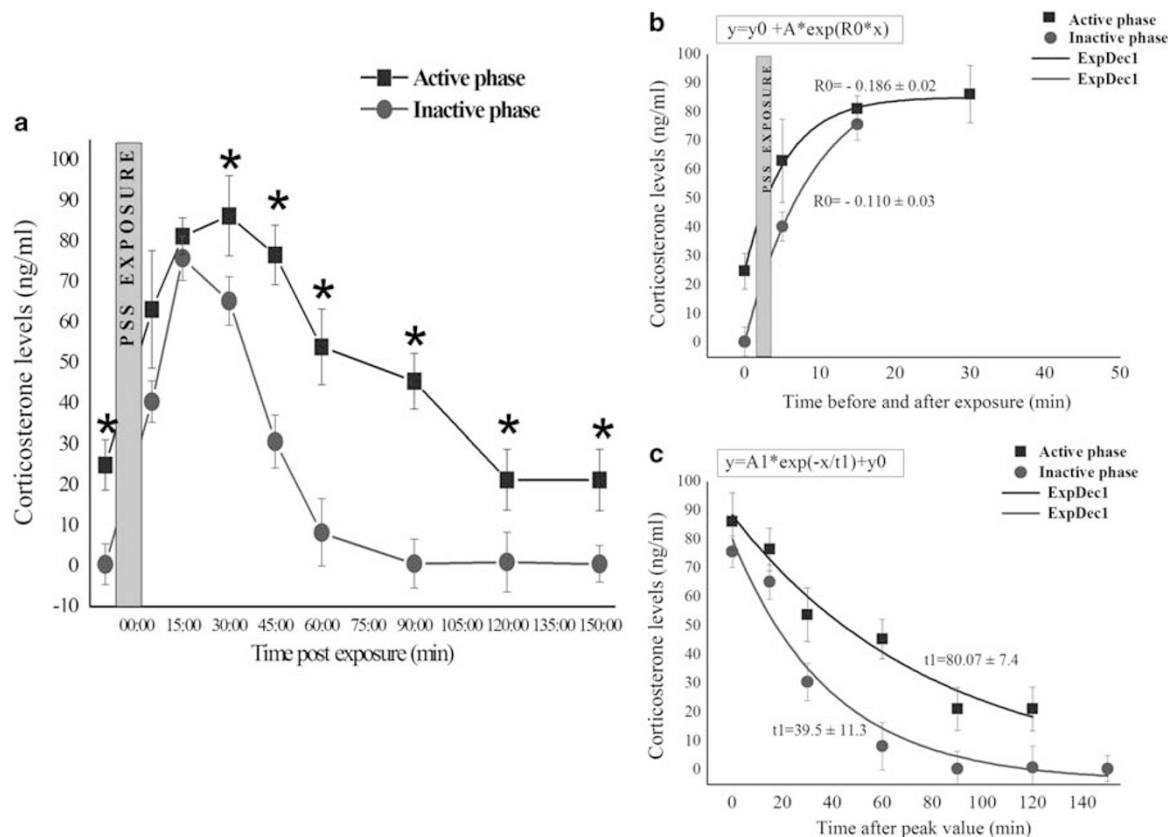 a
Active phase
Inactive phase
Corticosterone levels (ng/ml)
100
90
80
70
60
50
40
30
20
10
0
-10
PSS EXPOSURE
*
*
*
*
*
*
*
00:00 15:00 30:00 45:00 60:00 75:00 90:00 105:00 120:00 135:00 150:00
Time post exposure (min)
b
y=y0 +A*exp(R0*x)
Active phase
Inactive phase
ExpDec1
ExpDec1
Corticosterone levels (ng/ml)
100
90
80
70
60
50
40
30
20
10
0
PSS EXPOSURE
R0= - 0.186 ± 0.02
R0= - 0.110 ± 0.03
0 10 20 30 40 50
Time before and after exposure (min)
c
y=A1*exp(-x/t1)+y0
Active phase
Inactive phase
ExpDec1
ExpDec1
Corticosterone levels (ng/ml)
100
90
80
70
60
50
40
30
20
10
0
t1=80.07 ± 7.4
t1=39.5 ± 11.3
0 20 40 60 80 100 120 140
Time after peak value (min)